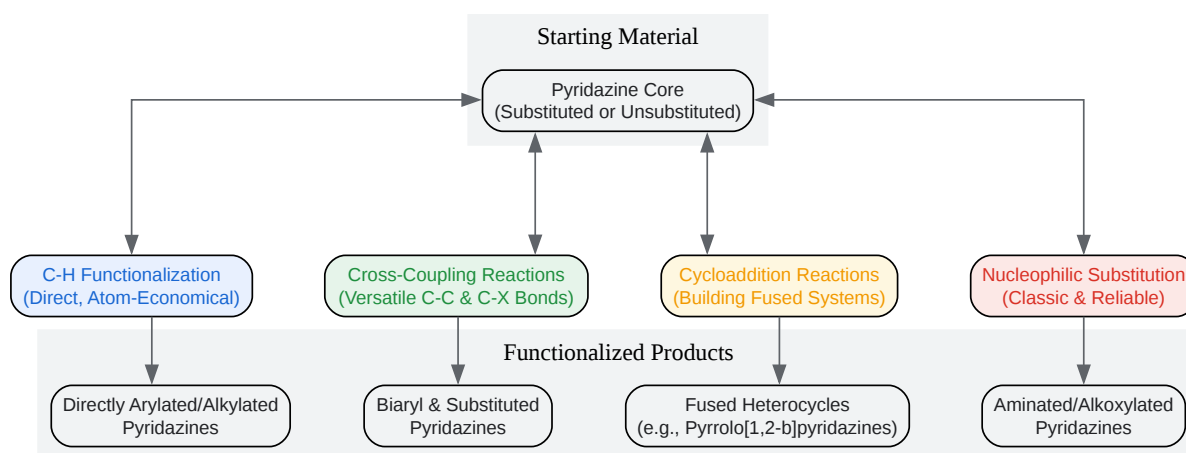 Starting Material
Pyridazine Core
(Substituted or Unsubstituted)
C-H Functionalization
(Direct, Atom-Economical)
Cross-Coupling Reactions
(Versatile C-C & C-X Bonds)
Cycloaddition Reactions
(Building Fused Systems)
Nucleophilic Substitution
(Classic & Reliable)
Functionalized Products
Directly Arylated/Alkylated
Pyridazines
Biaryl & Substituted
Pyridazines
Fused Heterocycles
(e.g., Pyrrolo[1,2-b]pyridazines)
Aminated/Alkoxylated
Pyridazines